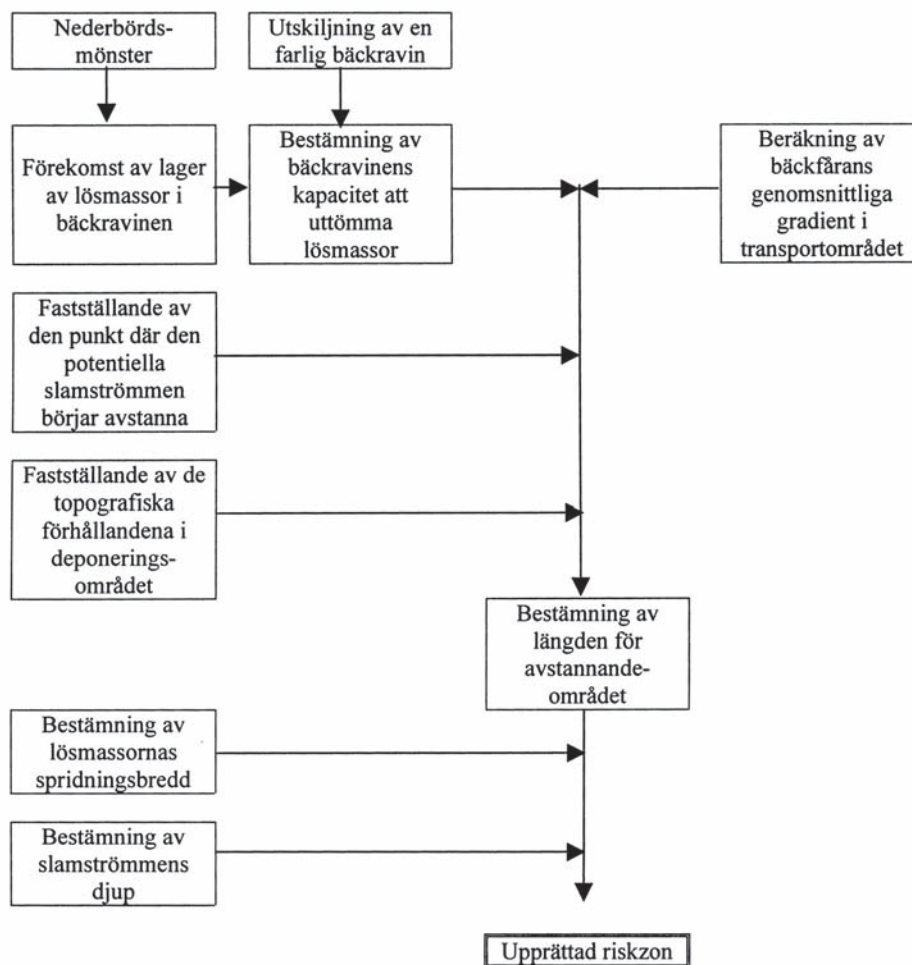 Nederbörds-
mönster
Utskiljning av en
farlig bäckravin
Förekomst av lager
av lösmassor i
bäckravinen
Bestämning av
bäckravinens
kapacitet att
uttömma
lösmassor
Beräkning av
bäckfårans
genomsnittliga
gradient i
transportområdet
Fastställande av
den punkt där den
potentiella
slamströmmen
börjar avstanna
Fastställande av de
topografiska
förhållandena i
deponerings-
området
Bestämning av
längden för
avstannande-
området
Bestämning av
lösmassornas
spridningsbredd
Bestämning av
slamströmmens
djup
Upprättad riskzon